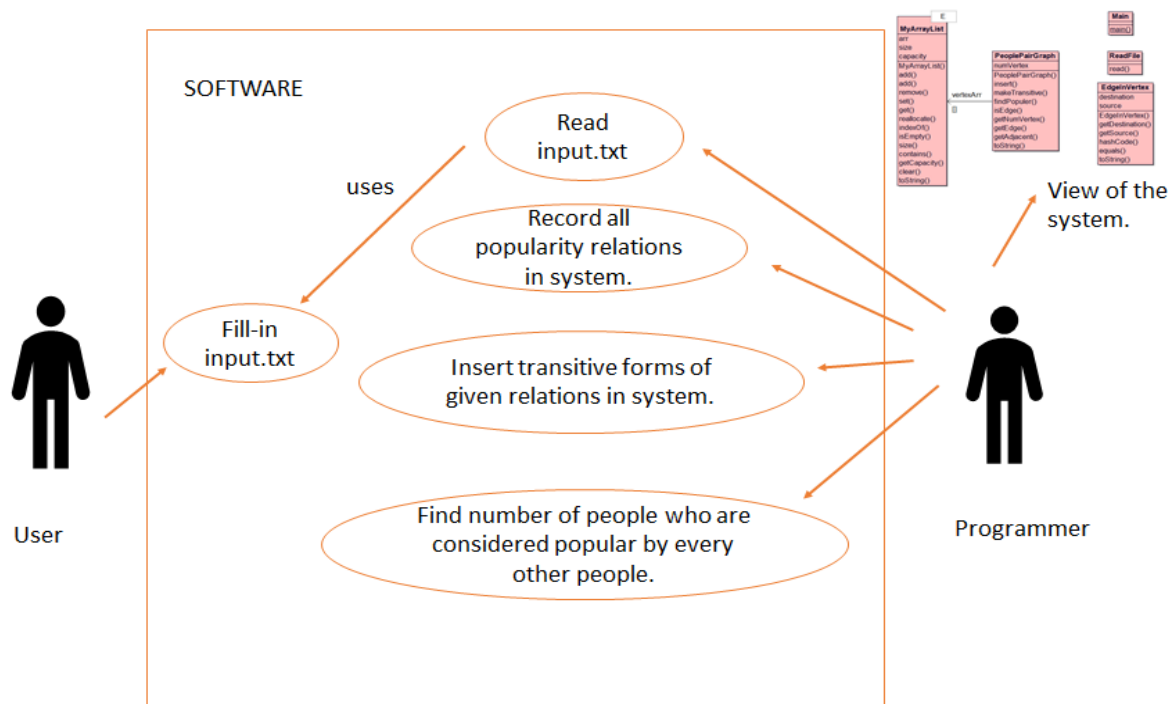 SOFTWARE
Read
input.txt
uses
Record all
popularity relations
in system.
Fill-in
input.txt
Insert transitive forms of
given relations in system.
Find number of people who are
considered popular by every
other people.
User
Programmer
View of the
system.
E
MyArrayList
arr
size
capacity
MyArrayList()
add()
add()
remove()
set()
get()
reallocate()
indexOf()
isEmpty()
size()
contains()
getCapacity()
clear()
toString()
vertexArr
[]
PeoplePairGraph
numVertex
PeoplePairGraph()
insert()
makeTransitive()
findPopuler()
isEdge()
getNumVertex()
getEdge()
getAdjacent()
toString()
Main
main()
ReadFile
read()
EdgeInVertex
destination
source
EdgeInVertex()
getDestination()
getSource()
hashCode()
equals()
toString()